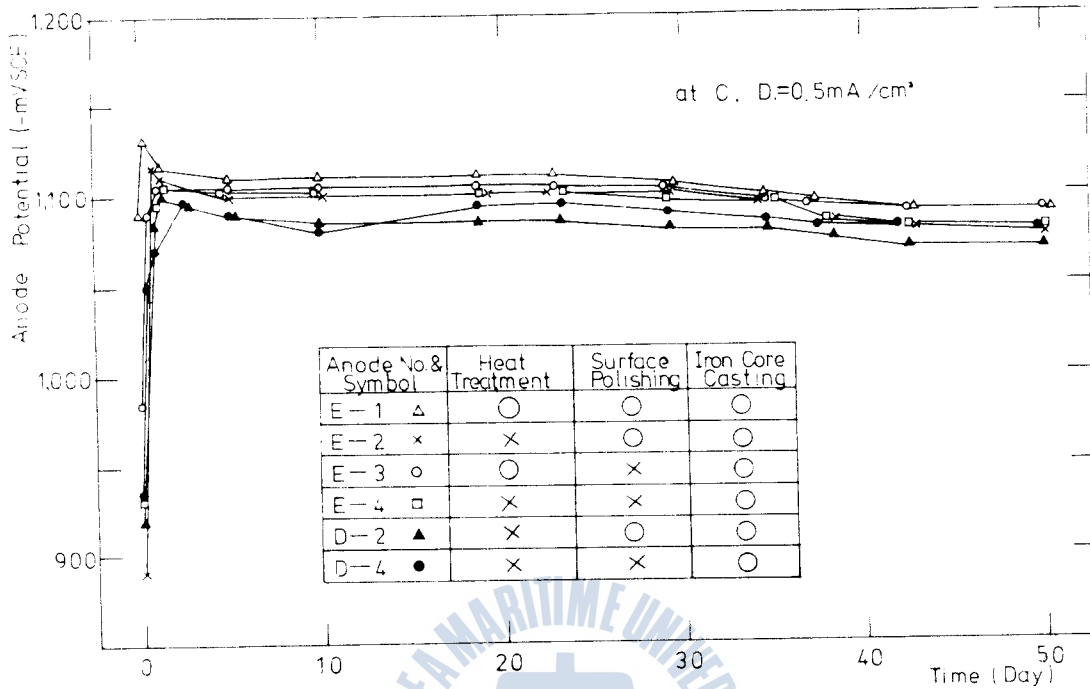 1,200
1,100
1,000
900
Anode Potential (-mV/SCE)
at C. D.=0.5mA/cm²
Anode No.& Symbol Heat Treatment Surface Polishing Iron Core Casting
E-1 △ ○ ○ ○
E-2 × × ○ ○
E-3 ○ ○ × ○
E-4 □ × × ○
D-2 ▲ × ○ ○
D-4 ● × × ○
0 10 20 30 40 50
Time (Day)
A MARITIME UNIVE